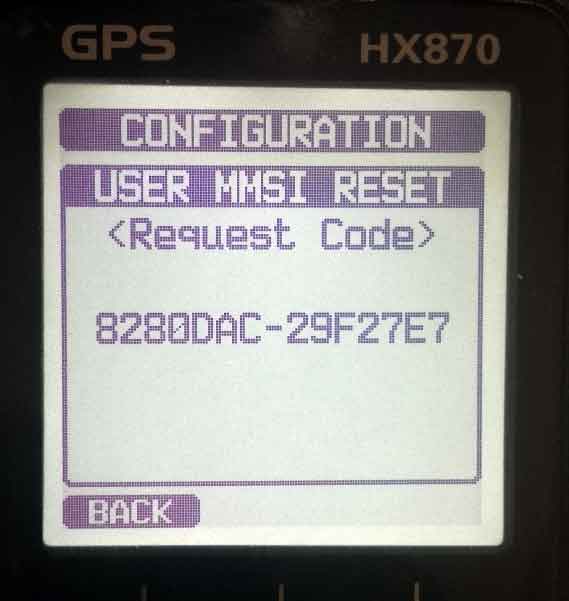 GPS HX870
CONFIGURATION
USER MMSI RESET
<Request Code>
8280DAC-29F27E7
BACK